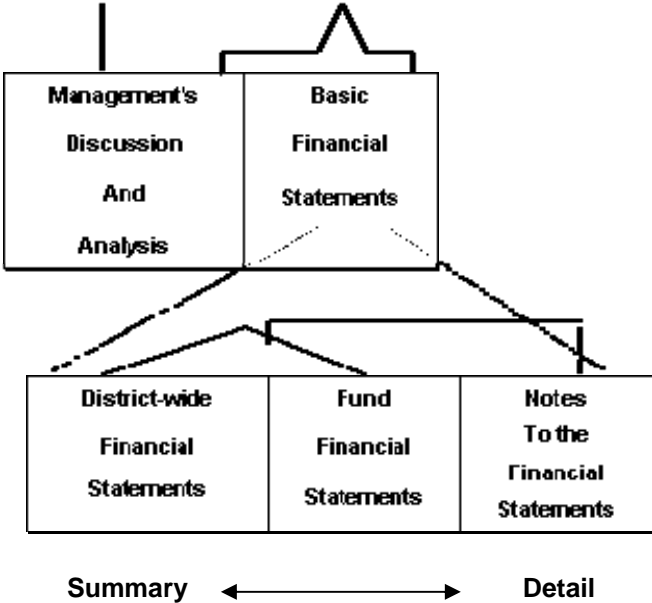 Management's
Discussion
And
Analysis
Basic
Financial
Statements
District-wide
Financial
Statements
Fund
Financial
Statements
Notes
To the
Financial
Statements
Summary
Detail